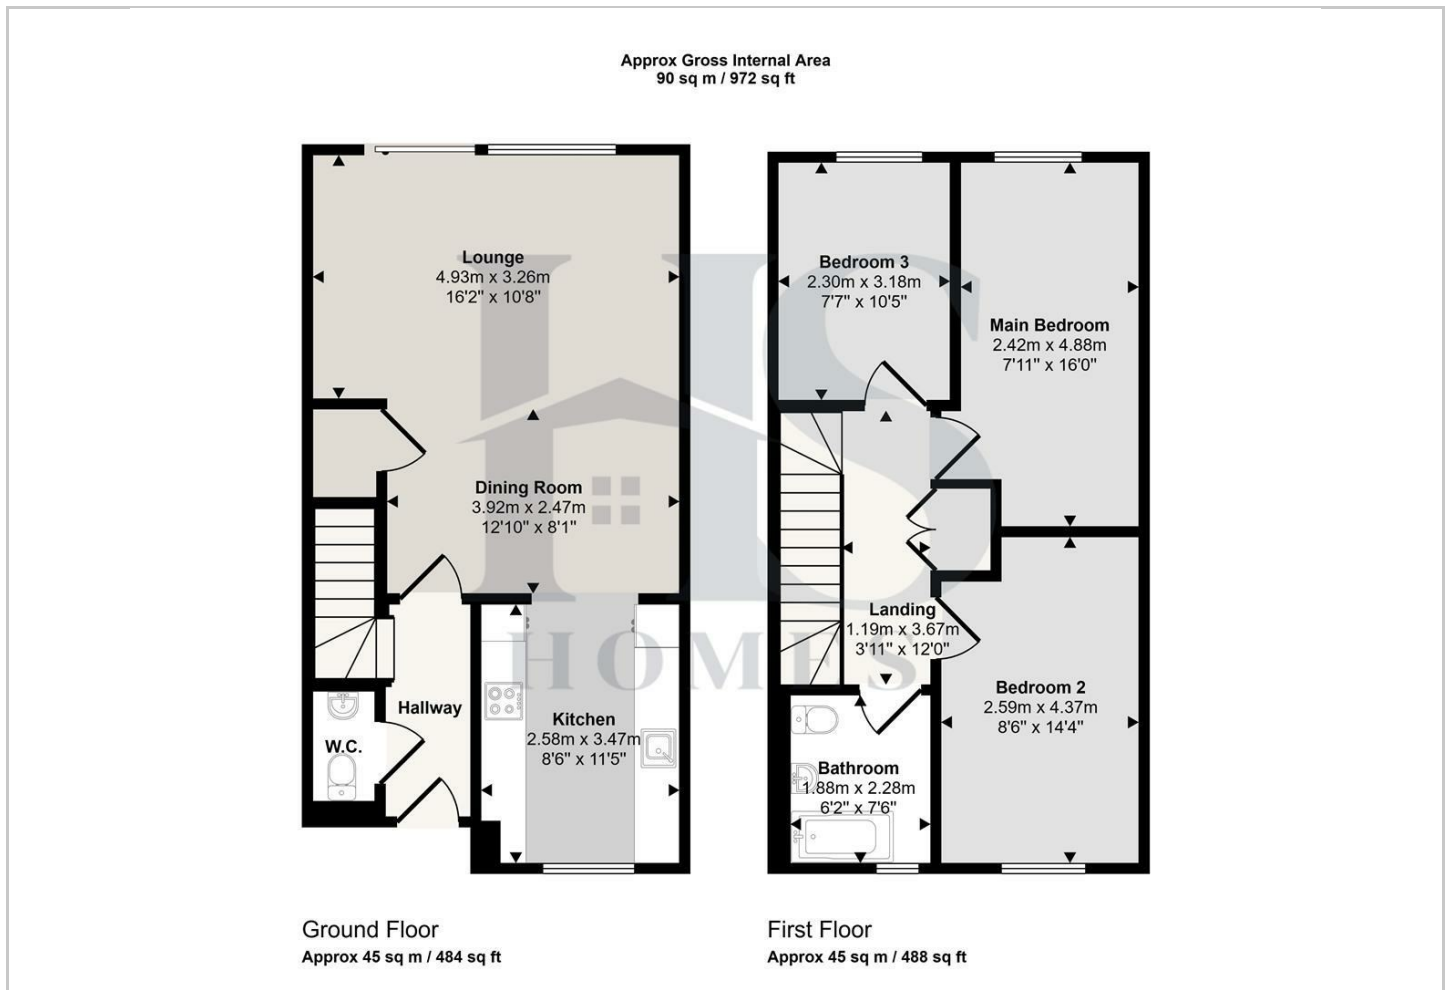 Approx Gross Internal Area
90 sq m / 972 sq ft
Lounge
4.93m x 3.26m
16'2" x 10'8"
Dining Room
3.92m x 2.47m
12'10" x 8'1"
Hallway
W.C.
Kitchen
2.58m x 3.47m
8'6" x 11'5"
Bedroom 3
2.30m x 3.18m
7'7" x 10'5"
Main Bedroom
2.42m x 4.88m
7'11" x 16'0"
Landing
1.19m x 3.67m
3'11" x 12'0"
Bedroom 2
2.59m x 4.37m
8'6" x 14'4"
Bathroom
1.88m x 2.28m
6'2" x 7'6"
HS
HOMES
Ground Floor
Approx 45 sq m / 484 sq ft
First Floor
Approx 45 sq m / 488 sq ft